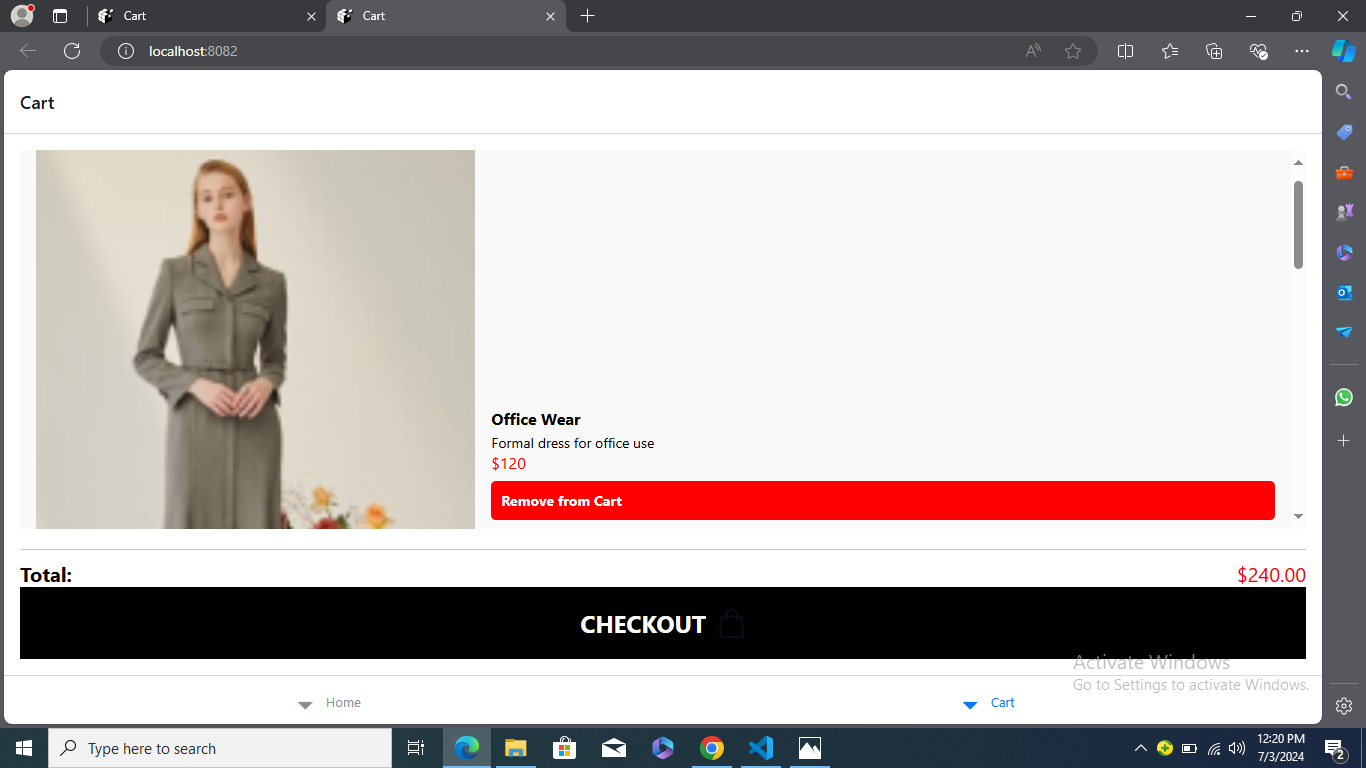 Cart
Cart
localhost:8082
Cart
Office Wear
Formal dress for office use
$120
Remove from Cart
Total:
$240.00
CHECKOUT
Activate Windows
Go to Settings to activate Windows.
Home
Cart
Type here to search
12:20 PM
7/3/2024
2